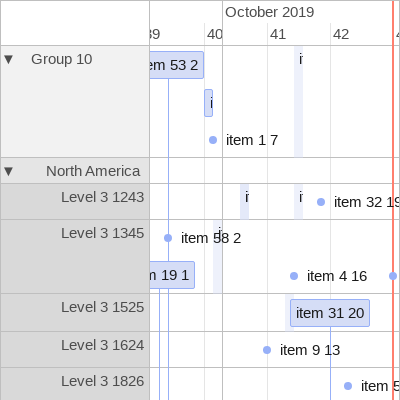 October 2019
39 40 41 42
Group 10
em 53 2
i
i
item 1 7
North America
Level 3 1243
i
i
item 32 19
Level 3 1345
item 58 2
i
m 19 1
item 4 16
Level 3 1525
item 31 20
Level 3 1624
item 9 13
Level 3 1826
item 5